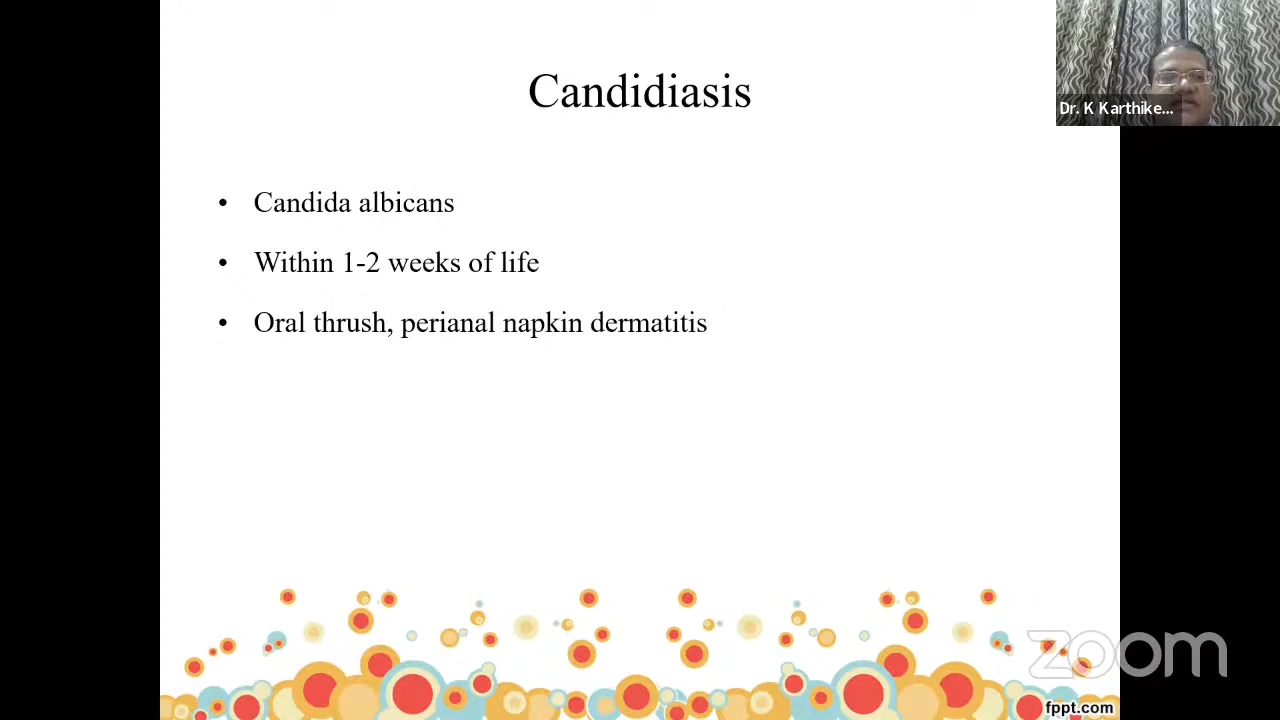 Candidiasis
Dr. K Karthike...
• Candida albicans
• Within 1-2 weeks of life
• Oral thrush, perianal napkin dermatitis
zoom
fppt.com